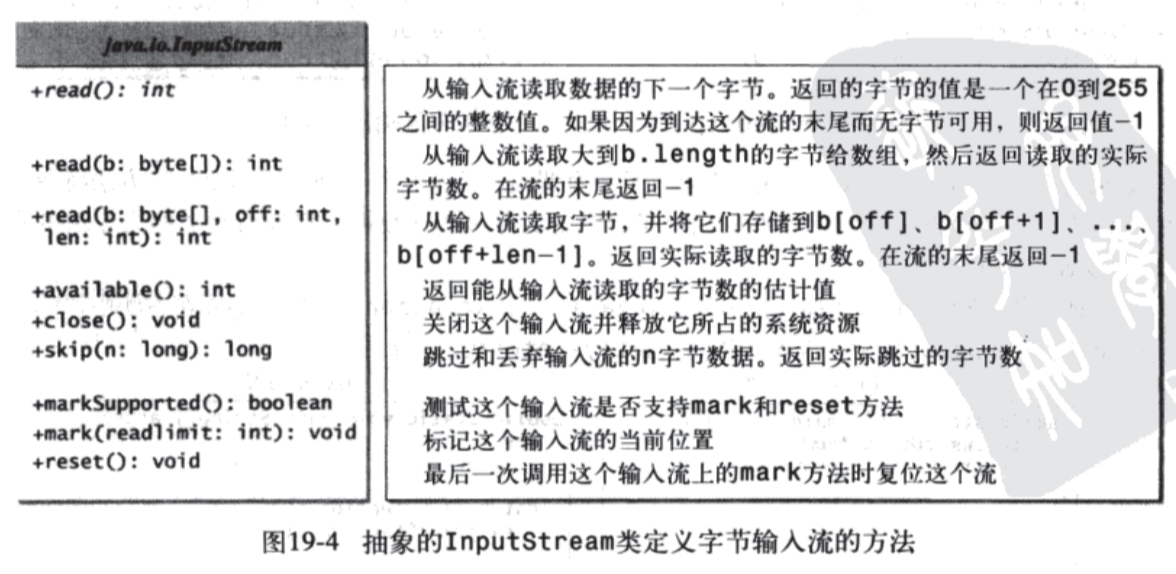 java.io.InputStream
+read(): int
从输入流读取数据的下一个字节。返回的字节的值是一个在0到255
之间的整数值。如果因为到达这个流的末尾而无字节可用，则返回值-1
+read(b: byte[]): int
从输入流读取大到b.length的字节给数组，然后返回读取的实际
字节数。在流的末尾返回-1
+read(b: byte[], off: int,
len: int): int
从输入流读取字节，并将它们存储到b[off]、b[off+1]、...、
b[off+len-1]。返回实际读取的字节数。在流的末尾返回-1
+available(): int
返回能从输入流读取的字节数的估计值
+close(): void
关闭这个输入流并释放它所占的系统资源
+skip(n: long): long
跳过和丢弃输入流的n字节数据。返回实际跳过的字节数
+markSupported(): boolean
测试这个输入流是否支持mark和reset方法
+mark(readlimit: int): void
标记这个输入流的当前位置
+reset(): void
最后一次调用这个输入流上的mark方法时复位这个流
图19-4 抽象的InputStream类定义字节输入流的方法